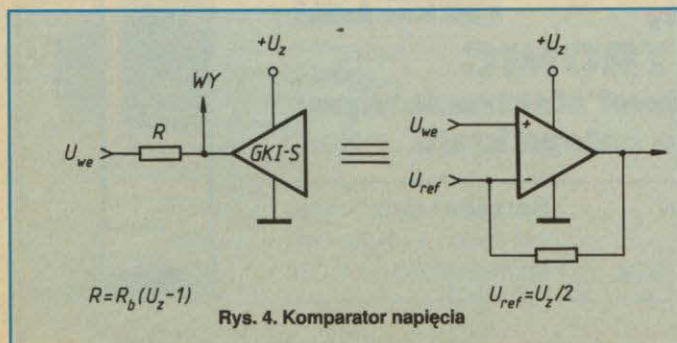 +U_z
WY
R
U_we
GKI-S
R=R_b(U_z-1)
+U_z
U_we
+
U_ref
-
U_ref=U_z/2
Rys. 4. Komparator napięcia